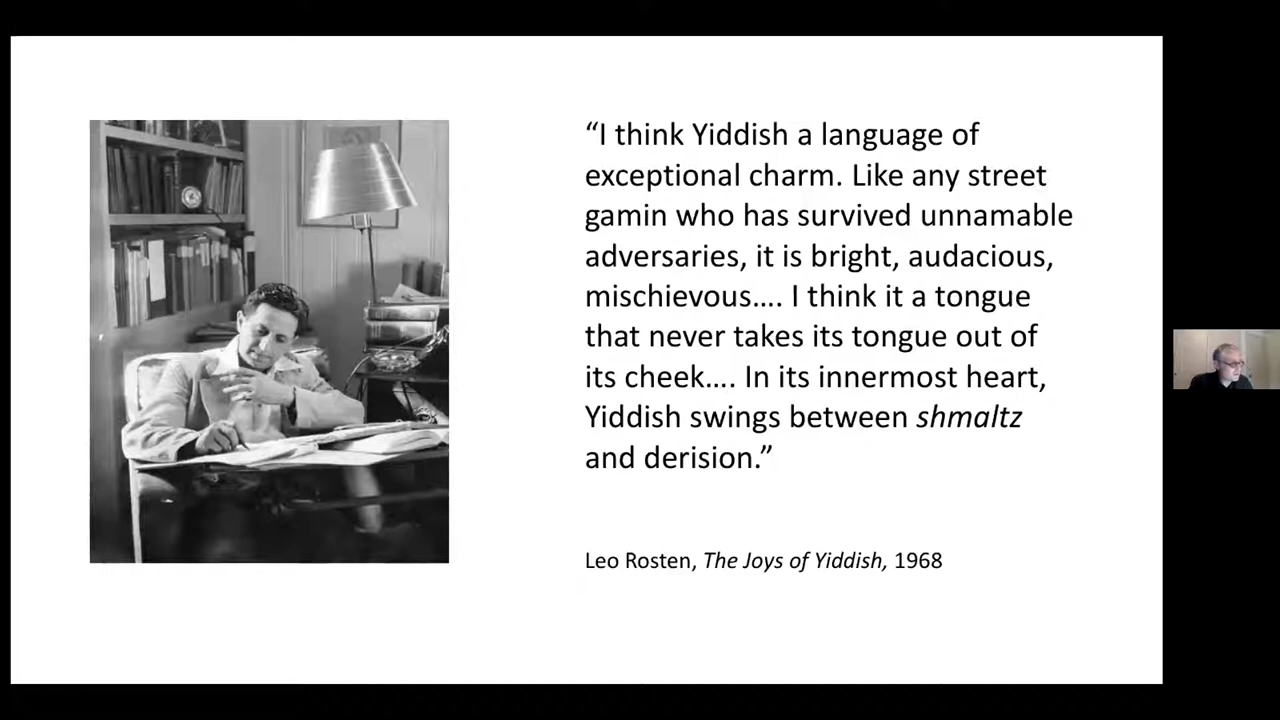 “I think Yiddish a language of
exceptional charm. Like any street
gamin who has survived unnamable
adversaries, it is bright, audacious,
mischievous…. I think it a tongue
that never takes its tongue out of
its cheek…. In its innermost heart,
Yiddish swings between shmaltz
and derision.”
Leo Rosten, The Joys of Yiddish, 1968